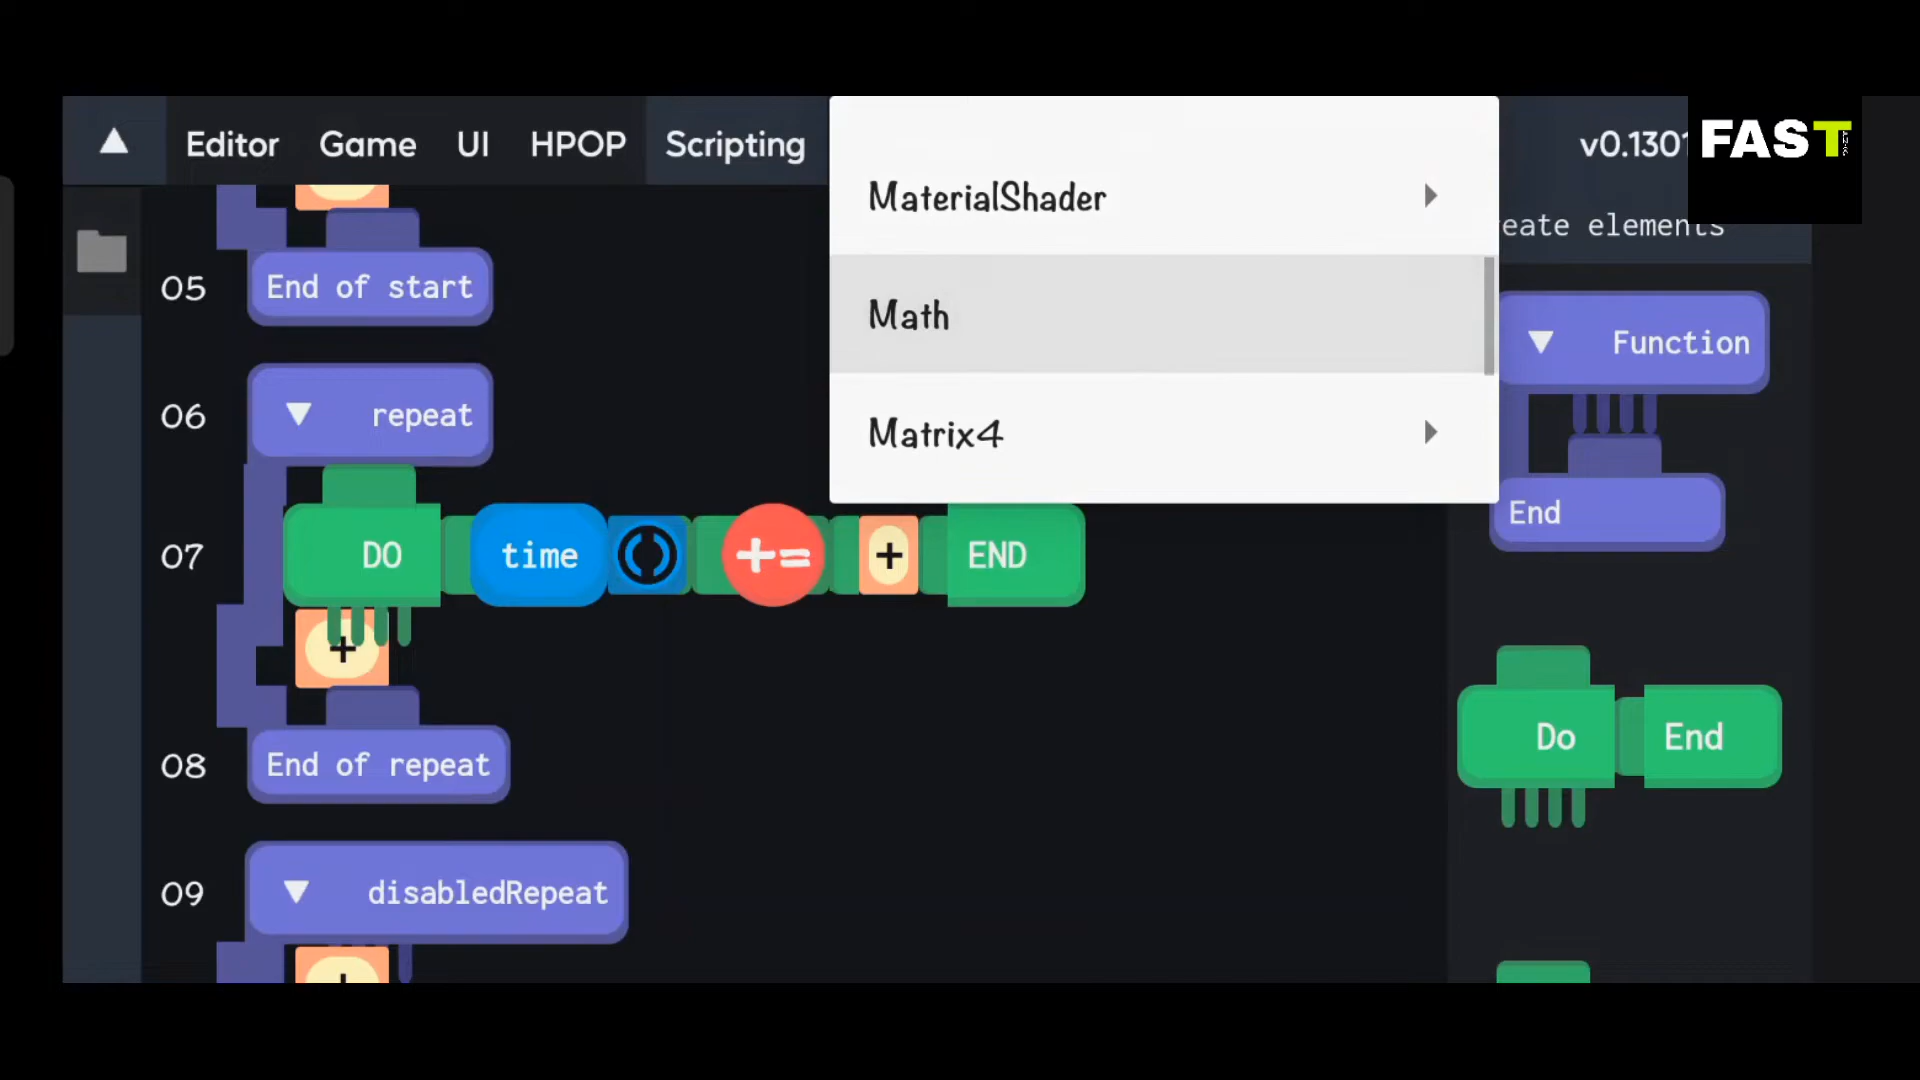 Editor Game UI HPOP Scripting
v0.1301
FAST
MaterialShader
Math
Matrix4
eate elements
05 End of start
06 repeat
07 DO time += + END
+
08 End of repeat
09 disabledRepeat
Function
End
Do End